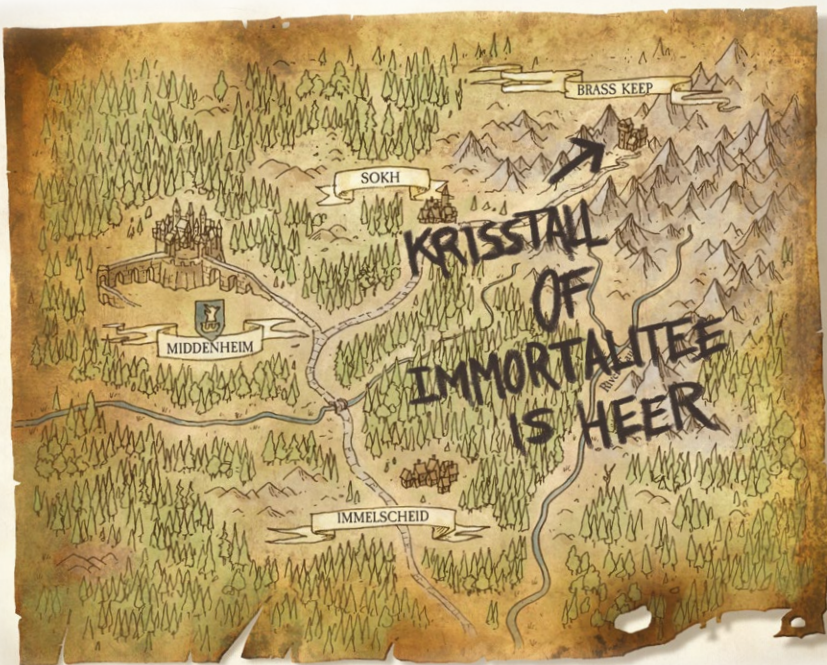 BRASS KEEP
SOKH
KRISSTALL
OF
IMMORTALITEE
IS HEER
MIDDENHEIM
IMMELSCHEID